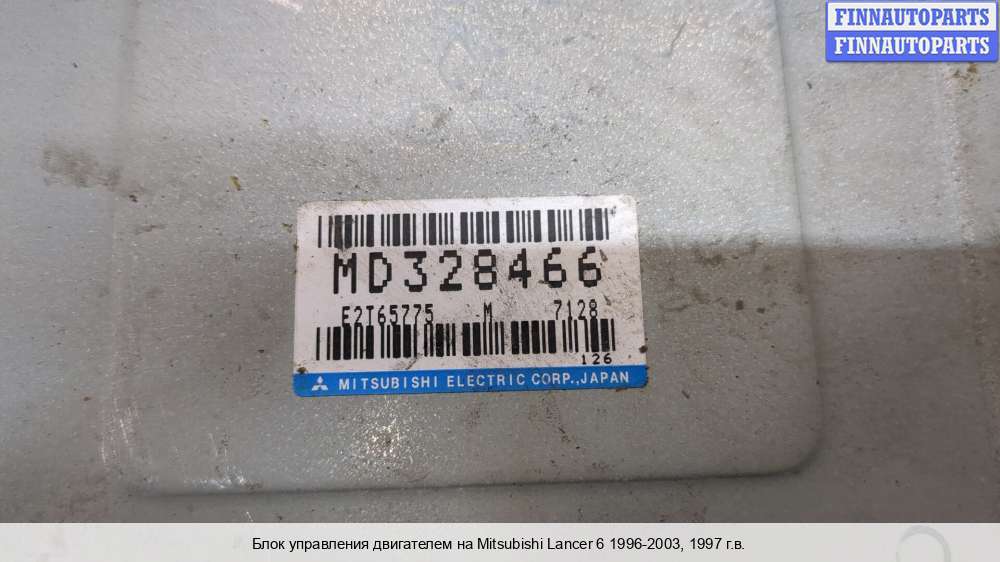 FINNAUTOPARTS
FINNAUTOPARTS
MD328466
E2T65775 M 7128
126
MITSUBISHI ELECTRIC CORP.,JAPAN
Блок управления двигателем на Mitsubishi Lancer 6 1996-2003, 1997 г.в.